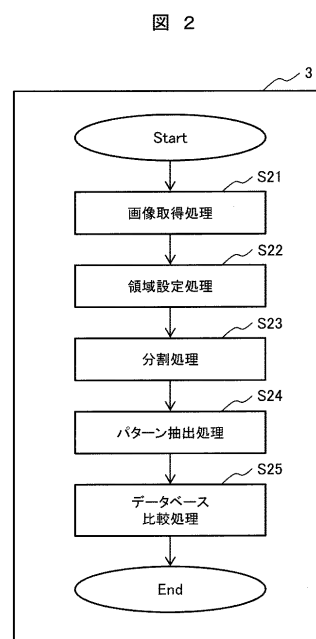 図 2
3
Start
S21
画像取得処理
S22
領域設定処理
S23
分割処理
S24
パターン抽出処理
S25
データベース
比較処理
End